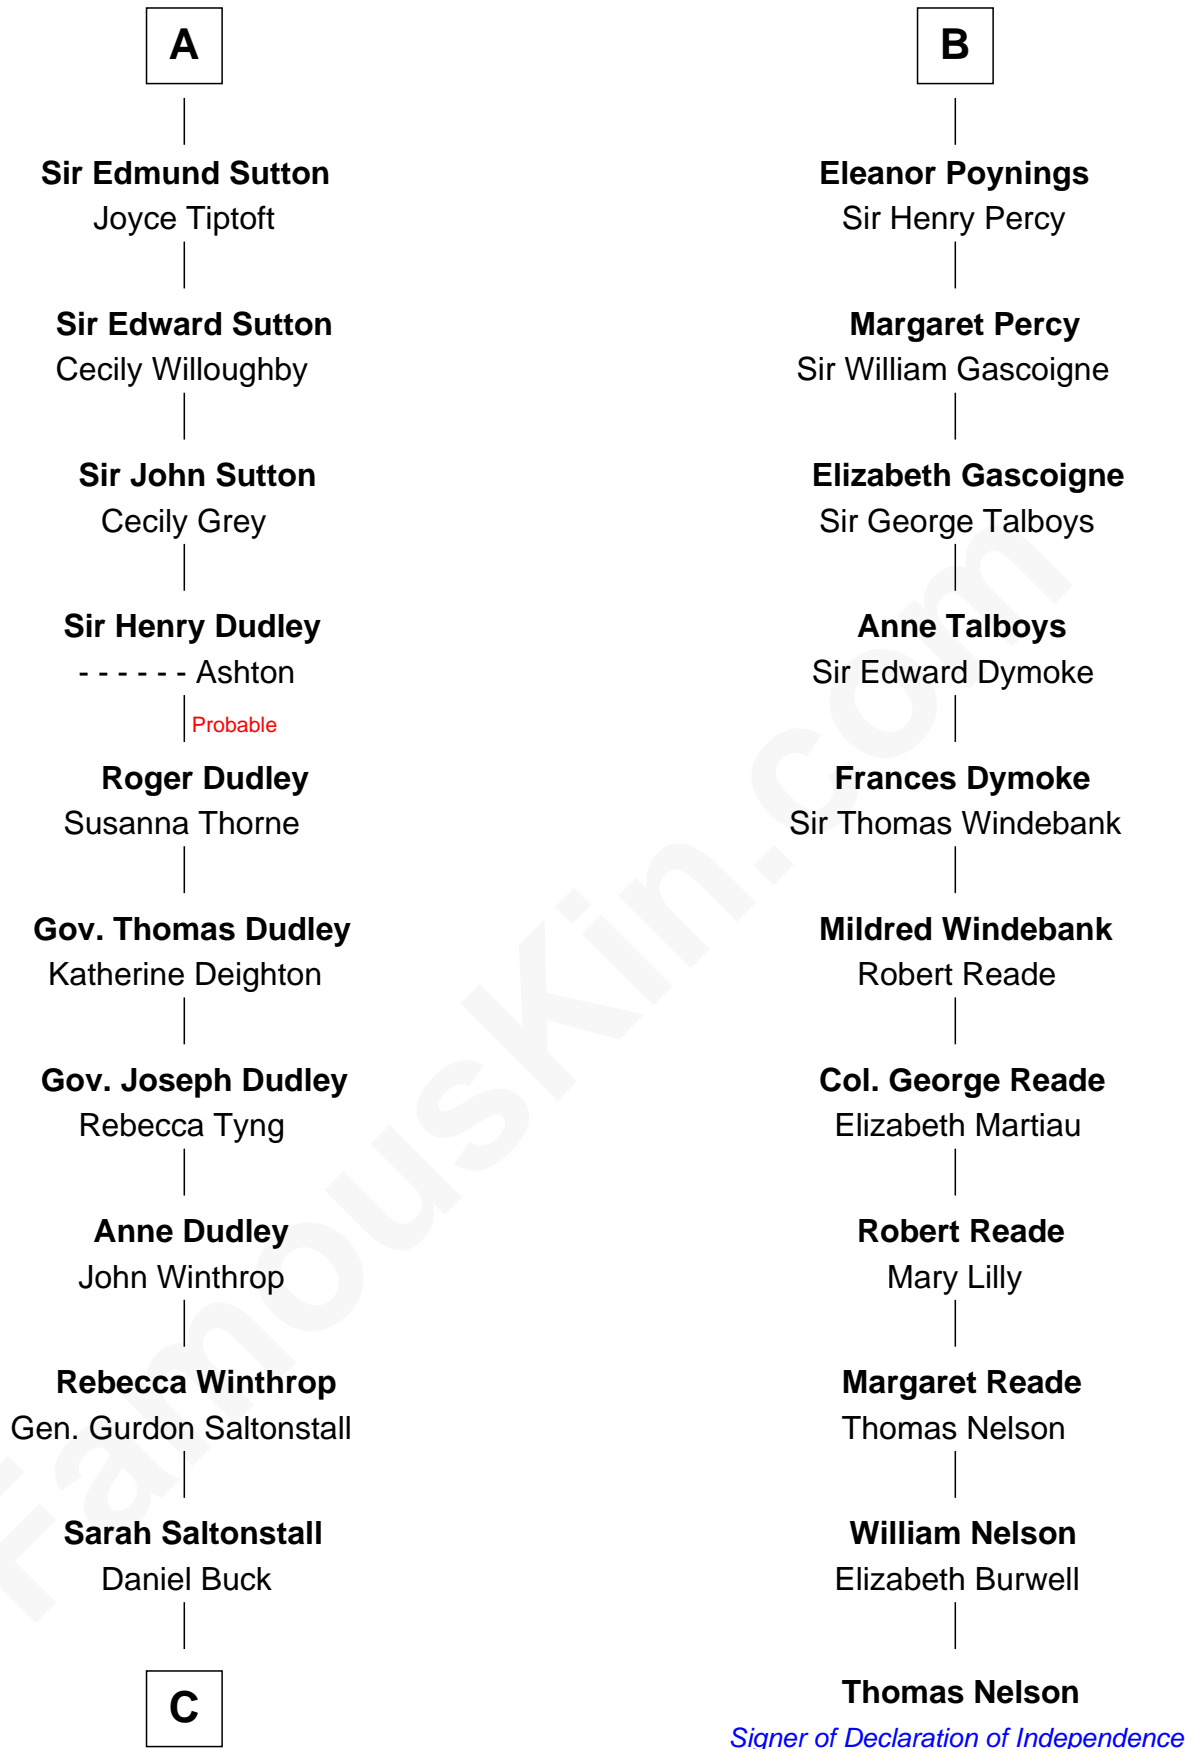 A
Sir Edmund Sutton
Joyce Tiptoft
Sir Edward Sutton
Cecily Willoughby
Sir John Sutton
Cecily Grey
Sir Henry Dudley
- - - - - - Ashton
Probable
Roger Dudley
Susanna Thorne
Gov. Thomas Dudley
Katherine Deighton
Gov. Joseph Dudley
Rebecca Tyng
Anne Dudley
John Winthrop
Rebecca Winthrop
Gen. Gurdon Saltonstall
Sarah Saltonstall
Daniel Buck
C
B
Eleanor Poynings
Sir Henry Percy
Margaret Percy
Sir William Gascoigne
Elizabeth Gascoigne
Sir George Talboys
Anne Talboys
Sir Edward Dymoke
Frances Dymoke
Sir Thomas Windebank
Mildred Windebank
Robert Reade
Col. George Reade
Elizabeth Martiau
Robert Reade
Mary Lilly
Margaret Reade
Thomas Nelson
William Nelson
Elizabeth Burwell
Thomas Nelson
Signer of Declaration of Independence
FamousKin.com